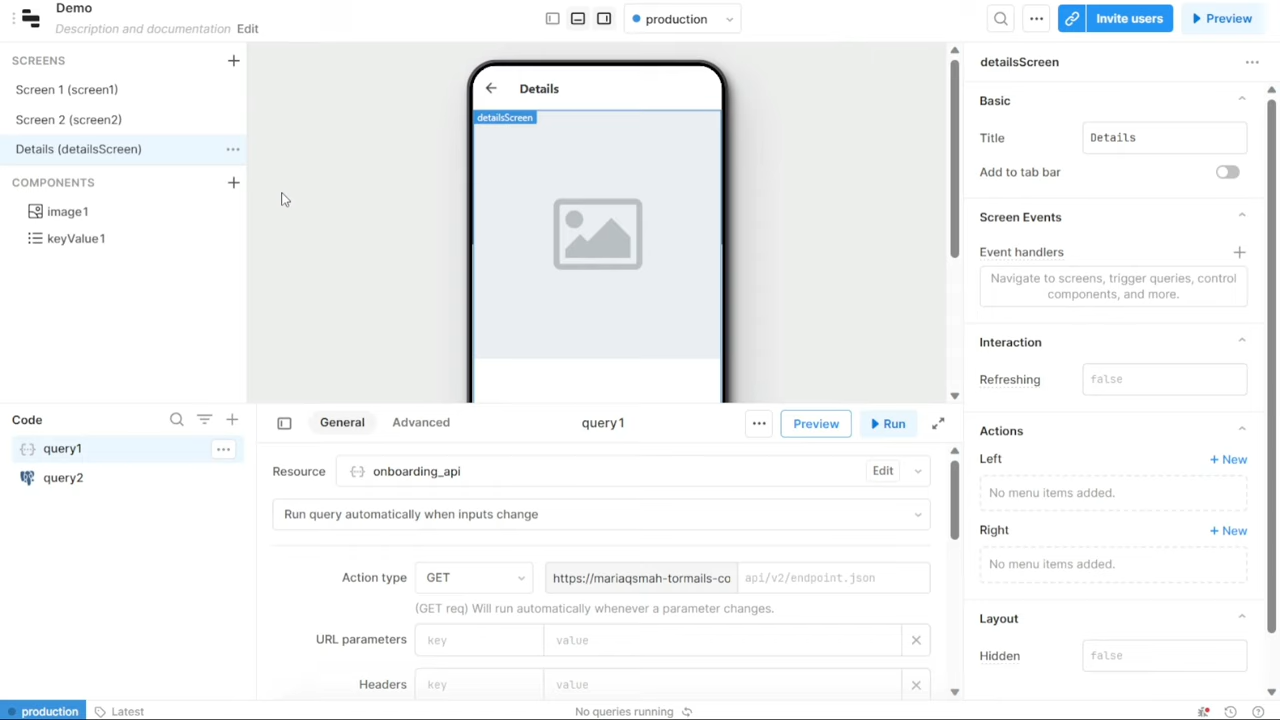 Demo
Description and documentation Edit
production
Invite users
Preview
SCREENS
Screen 1 (screen1)
Screen 2 (screen2)
Details (detailsScreen)
COMPONENTS
image1
keyValue1
Details
detailsScreen
detailsScreen
Basic
Title
Details
Add to tab bar
Screen Events
Event handlers
Navigate to screens, trigger queries, control
components, and more.
Interaction
Refreshing
false
Actions
Left
+ New
No menu items added.
Right
+ New
No menu items added.
Layout
Hidden
false
Code
query1
query2
General
Advanced
query1
Preview
Run
Resource
onboarding_api
Edit
Run query automatically when inputs change
Action type
GET
https://mariaqsmah-tormails-co
api/v2/endpoint.json
(GET req) Will run automatically whenever a parameter changes.
URL parameters
key
value
Headers
key
value
production
Latest
No queries running